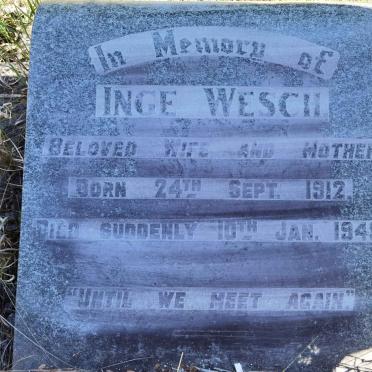 In Memory of
INGE WESCH
BELOVED WIFE AND MOTHER
BORN 24TH SEPT. 1912.
DIED SUDDENLY 10TH JAN.
"UNTIL WE MEET AGAIN"